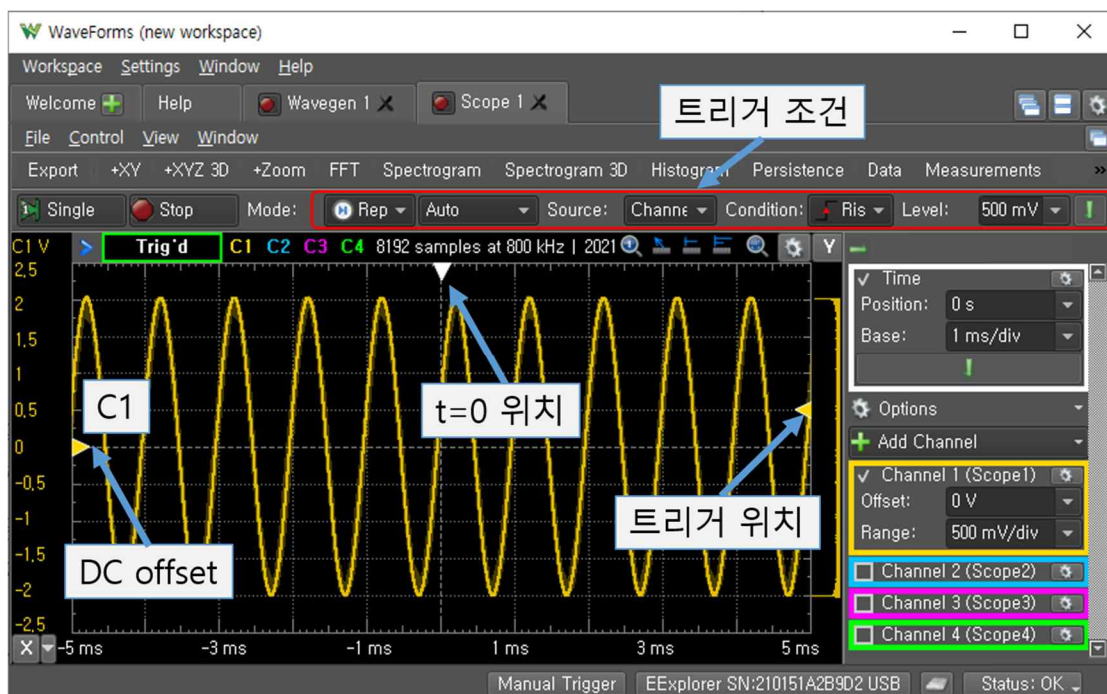 WaveForms (new workspace)
Workspace Settings Window Help
Welcome Help Wavegen 1 Scope 1
트리거 조건
File Control View Window
Export +XY +XYZ 3D +Zoom FFT Spectrogram Spectrogram 3D Histogram Persistence Data Measurements »
Single Stop Mode: Rep Auto Source: Channe Condition: Ris Level: 500 mV
C1 V Trig'd C1 C2 C3 C4 8192 samples at 800 kHz | 2021 Y
2,5
2
1,5
1
0,5
0
-0,5
-1
-1,5
-2
-2,5
C1
t=0 위치
DC offset
트리거 위치
X -5 ms -3 ms -1 ms 1 ms 3 ms 5 ms
Time
Position: 0 s
Base: 1 ms/div
Options
Add Channel
Channel 1 (Scope1)
Offset: 0 V
Range: 500 mV/div
Channel 2 (Scope2)
Channel 3 (Scope3)
Channel 4 (Scope4)
Manual Trigger EExplorer SN:210151A2B9D2 USB Status: OK